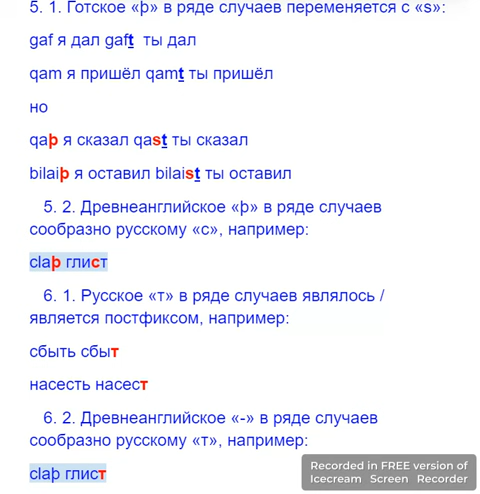 5. 1. Готское «þ» в ряде случаев переменяется с «s»:
gaf я дал gaft ты дал
qam я пришёл qamt ты пришёл
но
qaþ я сказал qast ты сказал
bilaiþ я оставил bilaist ты оставил
5. 2. Древнеанглийское «þ» в ряде случаев
сообразно русскому «с», например:
claþ глист
6. 1. Русское «т» в ряде случаев являлось /
является постфиксом, например:
сбыть сбыт
насесть насест
6. 2. Древнеанглийское «-» в ряде случаев
сообразно русскому «т», например:
claþ глист
Recorded in FREE version of
Icecream Screen Recorder